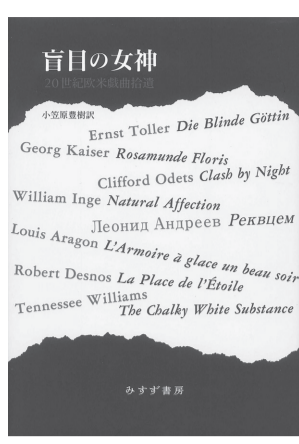 盲目の女神
20世紀欧米戯曲拾遺
小笠原豊樹訳
Ernst Toller Die Blinde Göttin
Georg Kaiser Rosamunde Floris
Clifford Odets Clash by Night
William Inge Natural Affection
Леонид Андреев Реквцем
Louis Aragon L'Armoire à glace un beau soir
Robert Desnos La Place de l'Étoile
Tennessee Williams
The Chalky White Substance
みすず書房